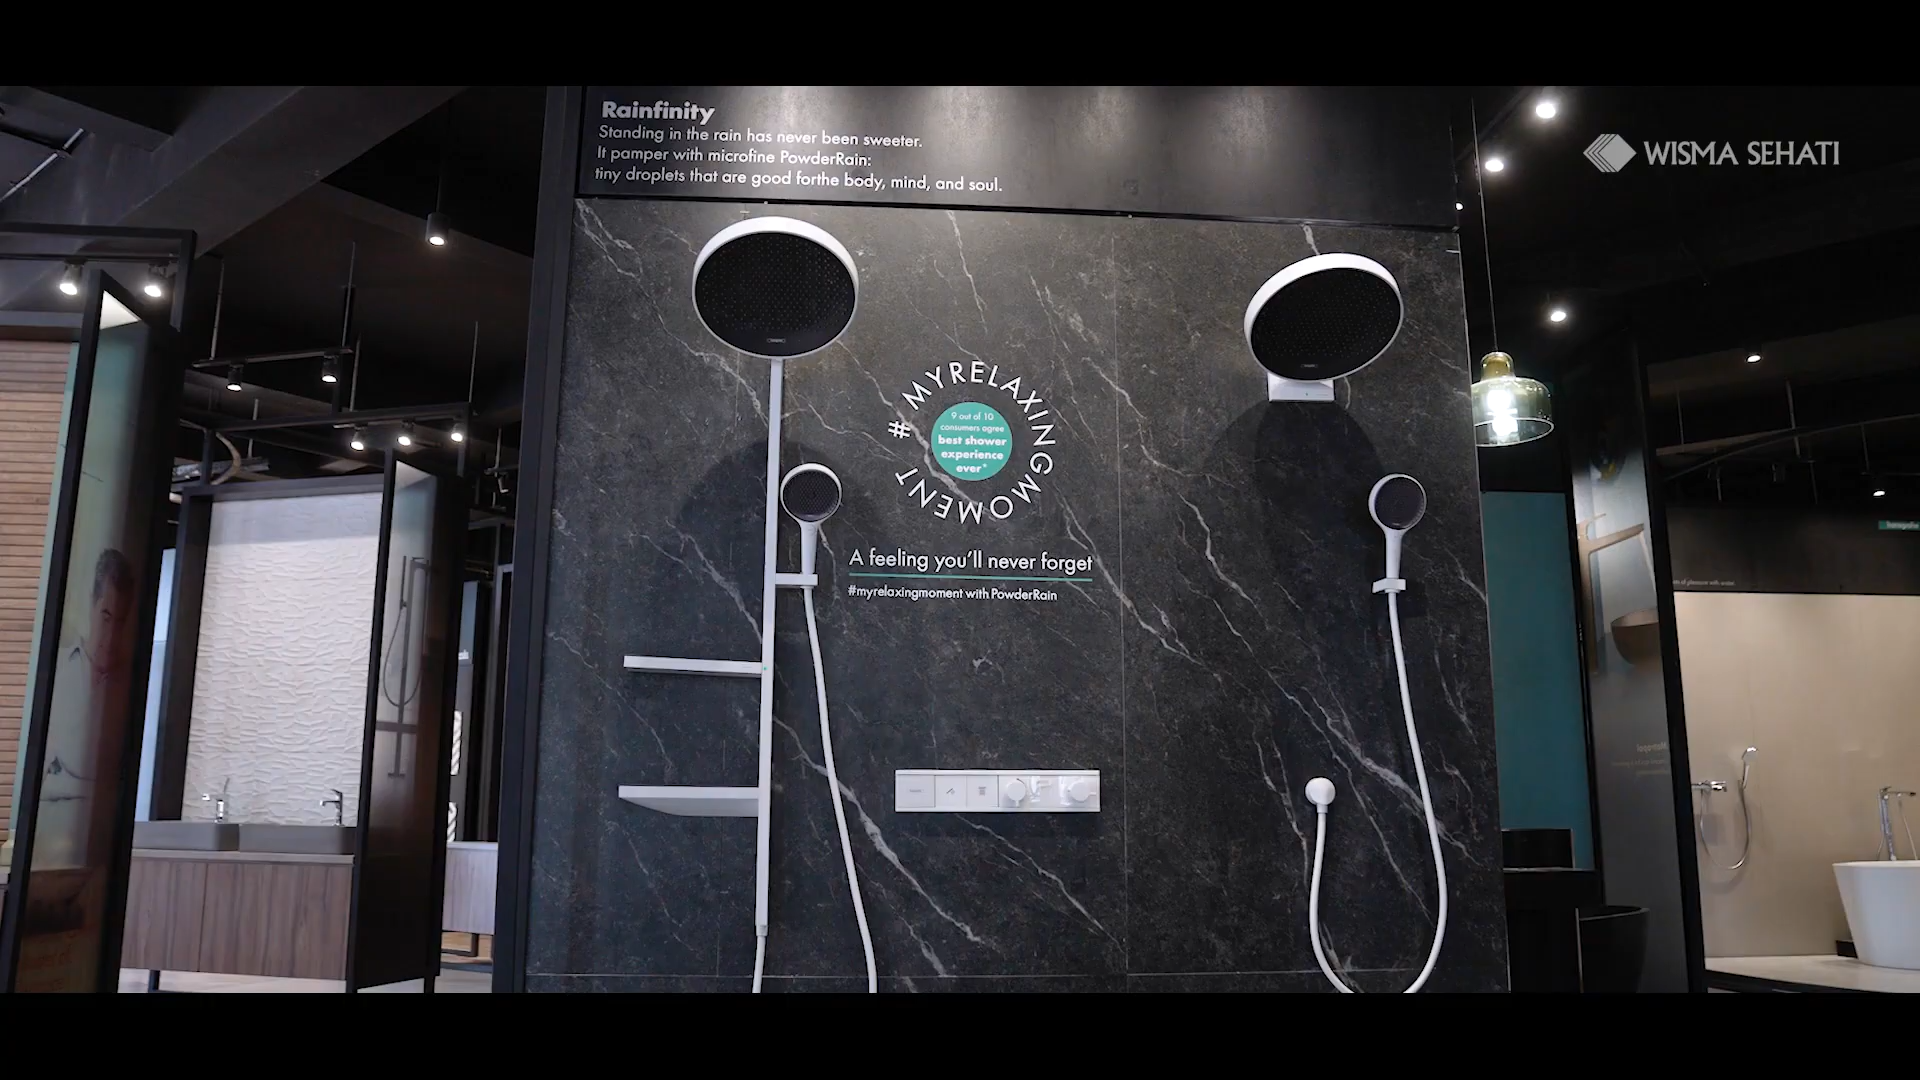 Rainfinity
Standing in the rain has never been sweeter.
It pamper with microfine PowderRain:
tiny droplets that are good forthe body, mind, and soul.
WISMA SEHATI
#MYRELAXINGMOMENT
9 out of 10
consumers agree
best shower
experience
ever*
A feeling you'll never forget
#myrelaxingmoment with PowderRain